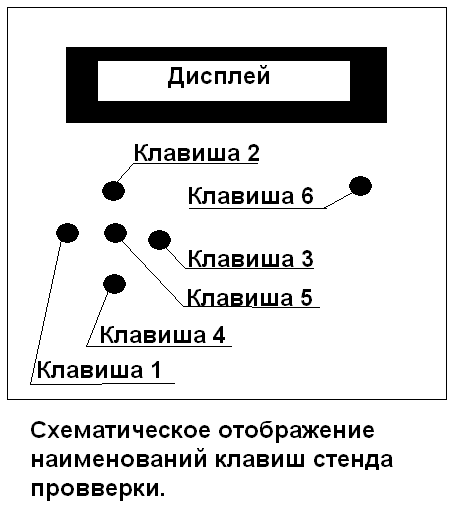 Дисплей
Клавиша 2
Клавиша 6
Клавиша 3
Клавиша 5
Клавиша 4
Клавиша 1
Схематическое отображение
наименований клавиш стенда
провверки.